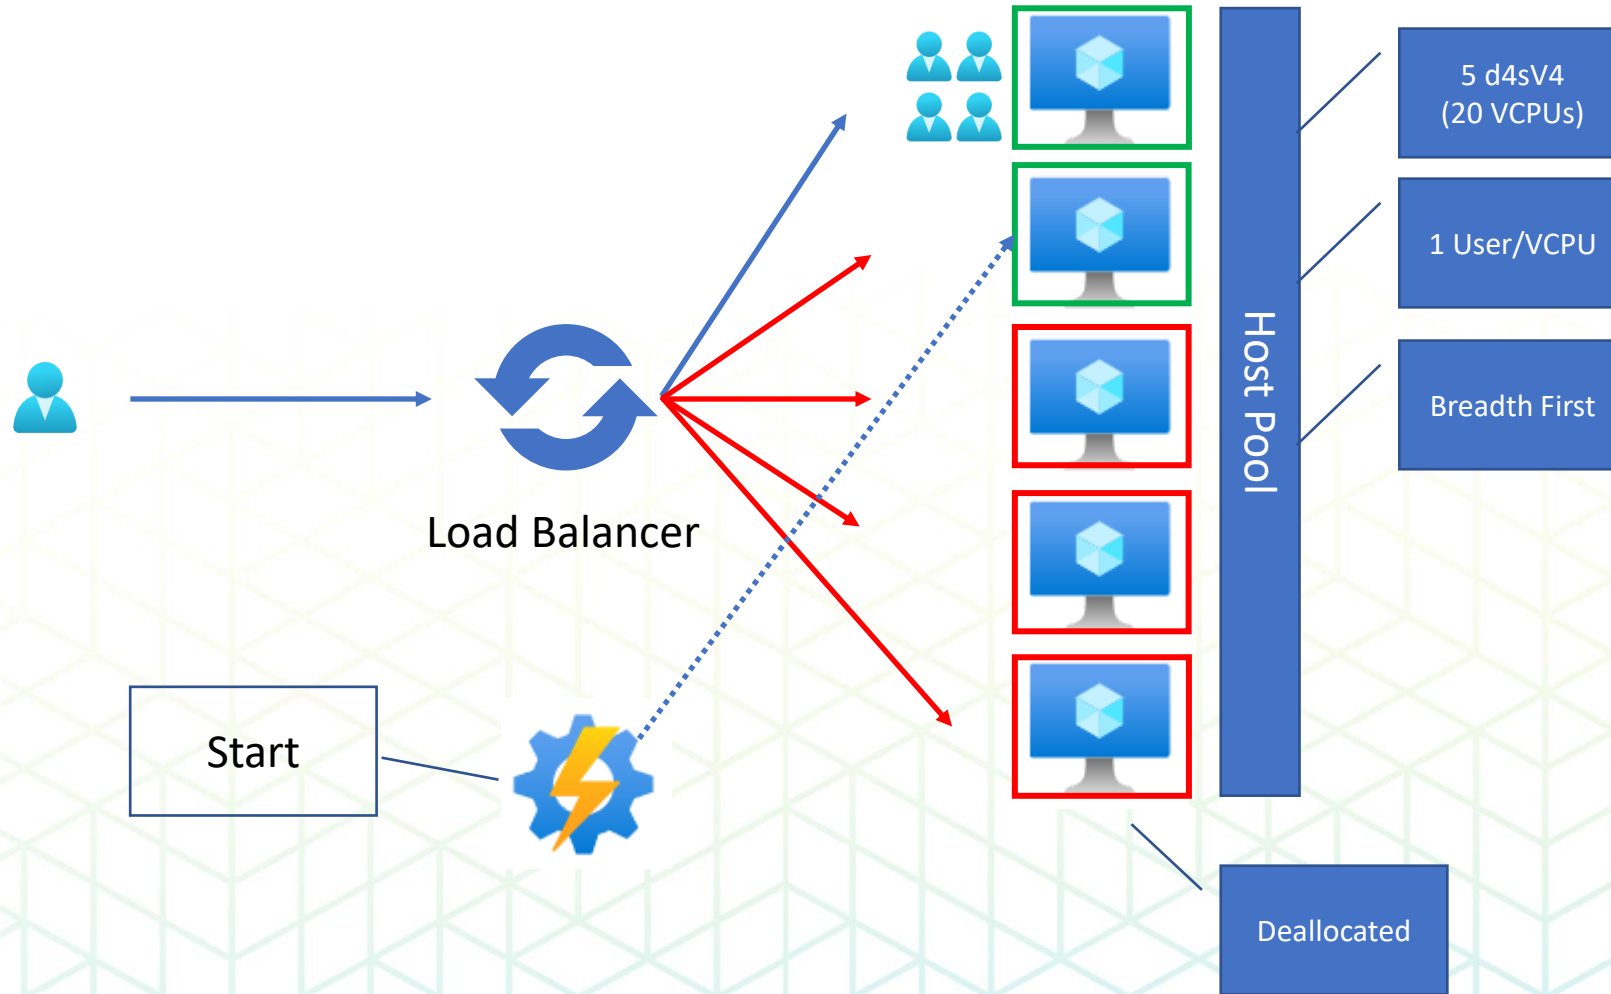 5 d4sV4
(20 VCPUs)
1 User/VCPU
Host Pool
Breadth First
Load Balancer
Start
Deallocated